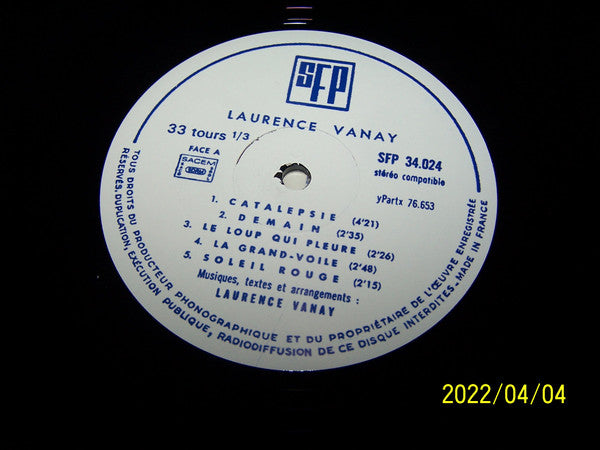 SFP
LAURENCE VANAY
33 tours 1/3
FACE A
SACEM
SFP 34.024
stéréo compatible
yPartx 76.653
1. CATALEPSIE (4'21)
2. DEMAIN (2'35)
3. LE LOUP QUI PLEURE (2'26)
4. LA GRAND-VOILE (2'48)
5. SOLEIL ROUGE (2'15)
Musiques, textes et arrangements :
LAURENCE VANAY
TOUS DROITS DU PRODUCTEUR PHONOGRAPHIQUE ET DU PROPRIÉTAIRE DE L'ŒUVRE ENREGISTRÉE
RÉSERVÉS, DUPLICATION, EXÉCUTION PUBLIQUE, RADIODIFFUSION DE CE DISQUE INTERDITES - MADE IN FRANCE
2022/04/04